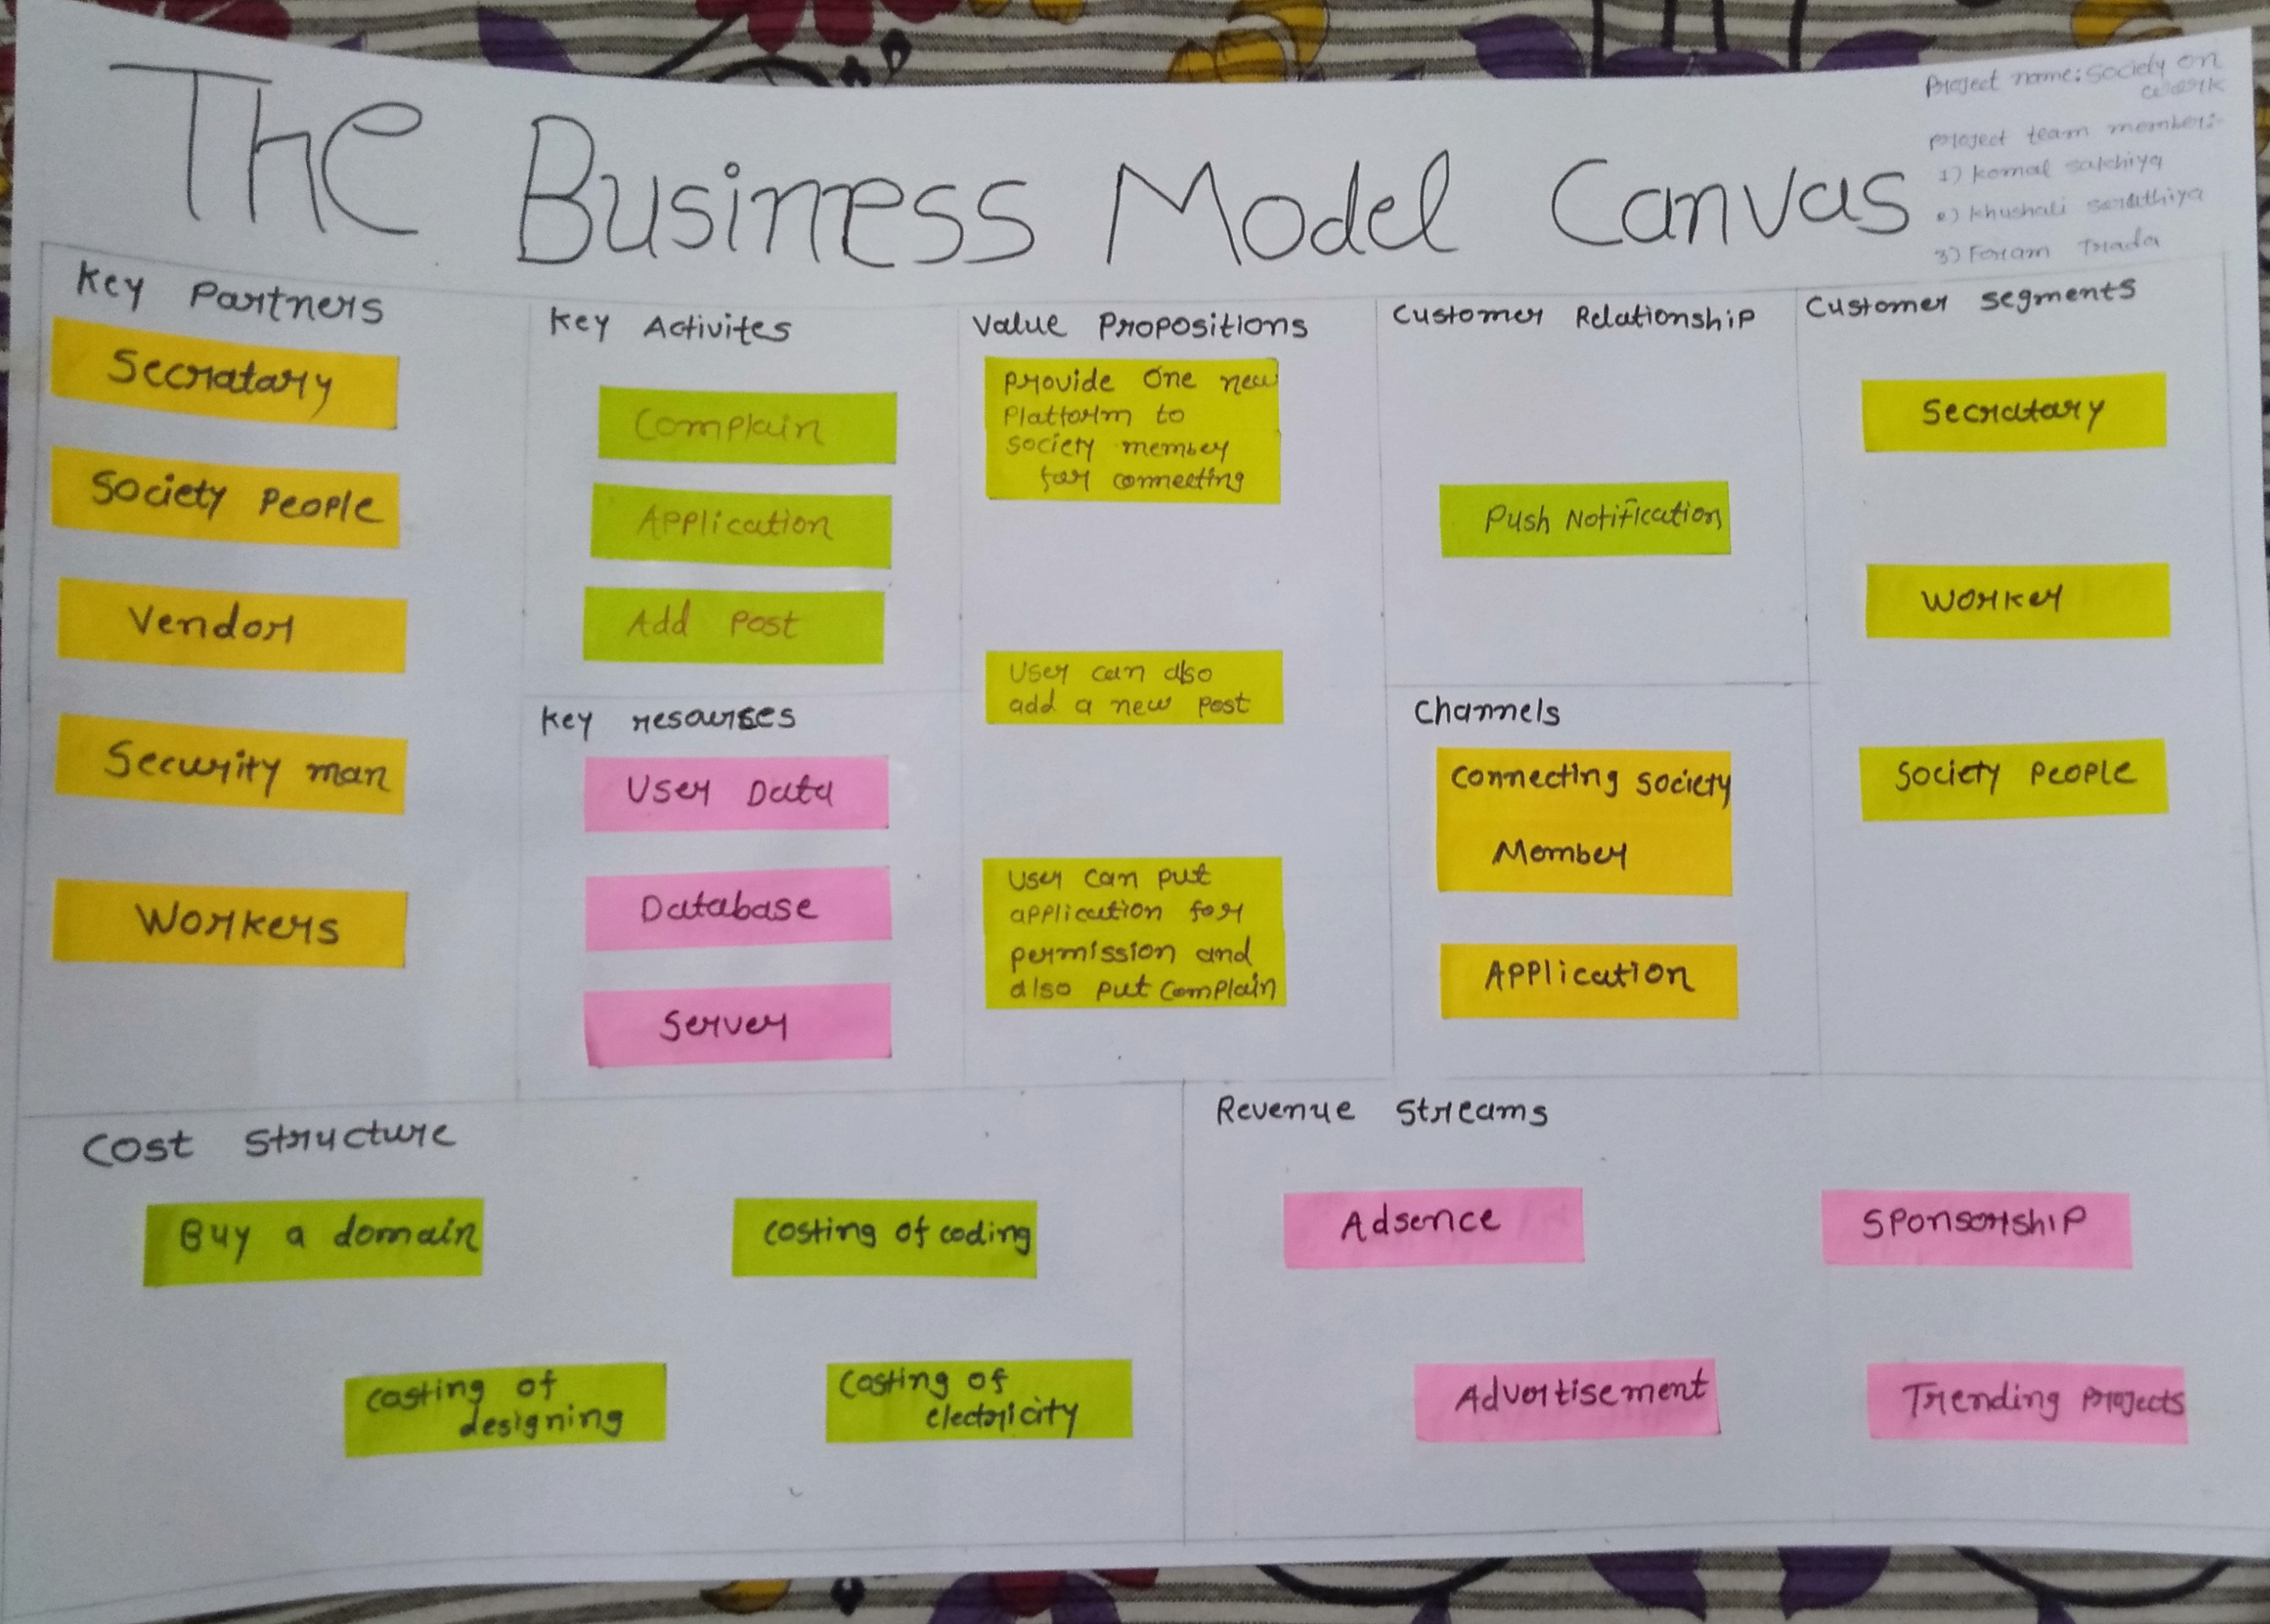 The Business Model Canvas
Project name: Society on
work
Project team member:-
1) komal
2) khushali
3) Foram Trada
Key Partners
Secratary
Society People
Vendor
Security man
Workers
Key Activites
Complain
Application
Add Post
Key resources
User Data
Database
Server
Value Propositions
Provide One new
Platform to
society member
for connecting
User can also
add a new post
User can put
application for
permission and
also put Complain
Customer Relationship
Push Notification
Channels
Connecting Society
Member
Application
Customer segments
Secratary
Worker
Society People
Cost Structure
Buy a domain
costing of coding
costing of
designing
Costing of
electricity
Revenue Streams
Adsence
Sponsorship
Advertisement
Trending Projects